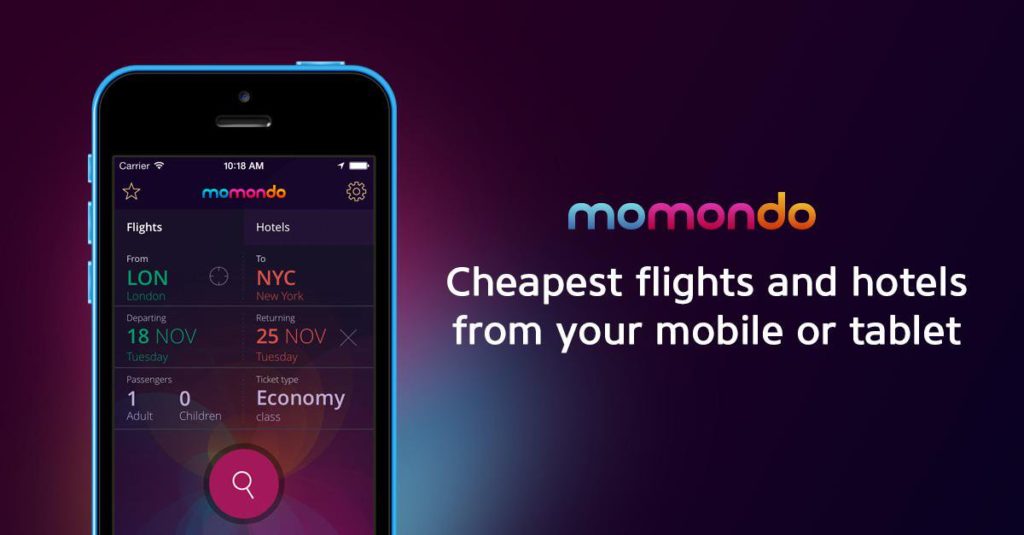 Carrier 10:18 AM
momondo
Flights Hotels
From To
LON NYC
London New York
Departing Returning
18 NOV 25 NOV
Tuesday Tuesday
Passengers Ticket type
1 0 Economy
Adult Children class
momondo
Cheapest flights and hotels
from your mobile or tablet